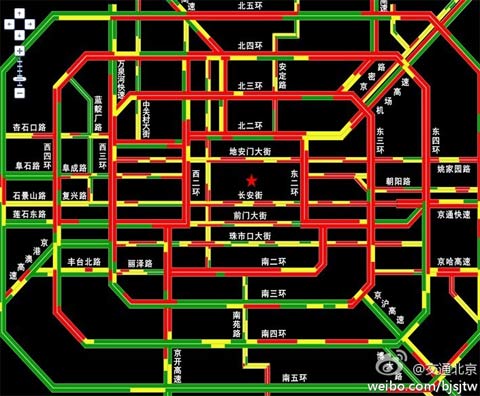 北五环
北四环
万泉河快速
安定路
京密路
机场高速
北三环
蓝靛厂路
中关村大街
杏石口路
北二环
西四环
西三环
东三环
东四环
阜石路
阜成路
地安门大街
姚家园路
西二环
东二环
朝阳路
石景山路
复兴路
长安街
莲石东路
前门大街
京通快速
珠市口大街
京港澳高速
丰台北路
丽泽路
南二环
京哈高速
南三环
京沪高速
南苑路
南四环
京开高速
南五环
@交通北京
weibo.com/bjsjtw